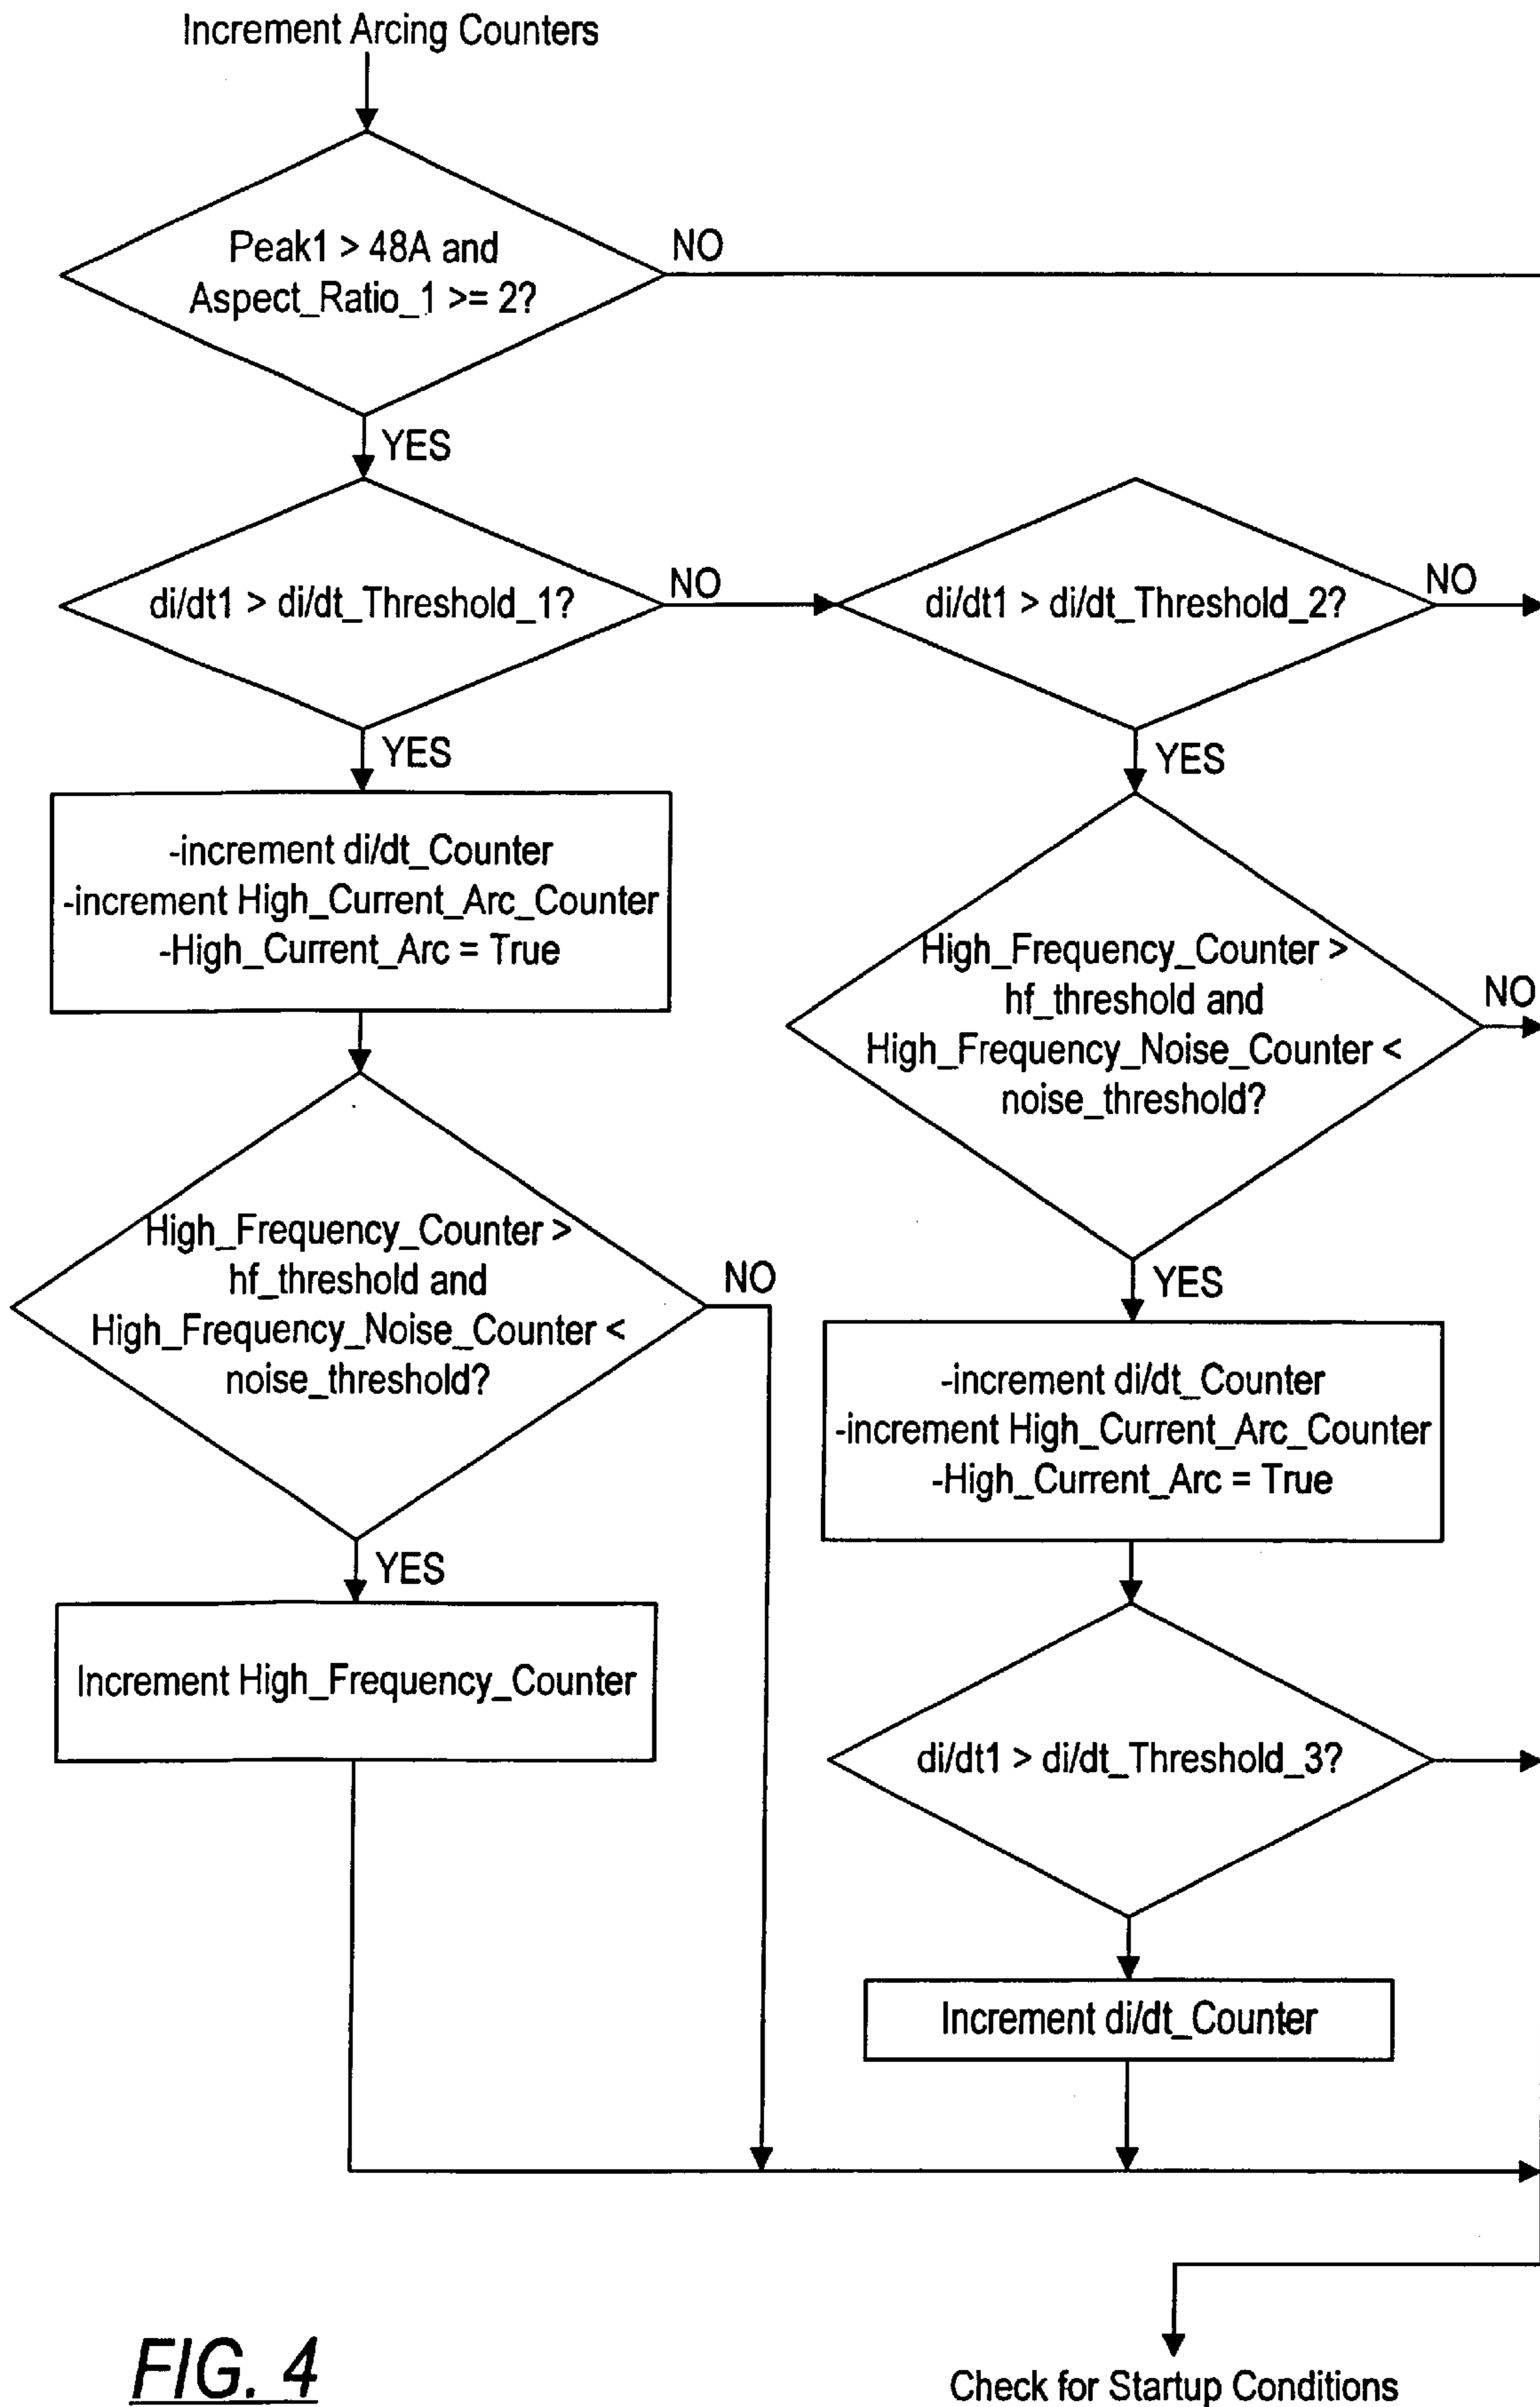 Increment Arcing Counters
Peak1 > 48A and
Aspect_Ratio_1 >= 2?
NO
YES
di/dt1 > di/dt_Threshold_1?
NO
di/dt1 > di/dt_Threshold_2?
NO
YES
YES
-increment di/dt_Counter
-increment High_Current_Arc_Counter
-High_Current_Arc = True
High_Frequency_Counter >
hf_threshold and
High_Frequency_Noise_Counter <
noise_threshold?
NO
High_Frequency_Counter >
hf_threshold and
High_Frequency_Noise_Counter <
noise_threshold?
NO
YES
YES
-increment di/dt_Counter
-increment High_Current_Arc_Counter
-High_Current_Arc = True
Increment High_Frequency_Counter
di/dt1 > di/dt_Threshold_3?
Increment di/dt_Counter
FIG. 4
Check for Startup Conditions